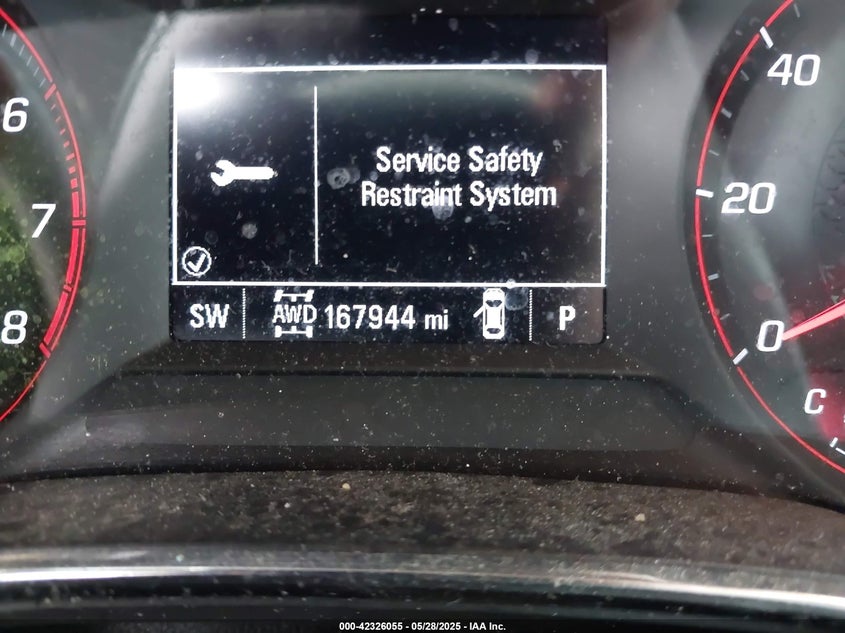 6
7
8
Service Safety
Restraint System
SW AWD 167944 mi P
40
20
0
C
000-42326055 - 05/28/2025 - IAA Inc.